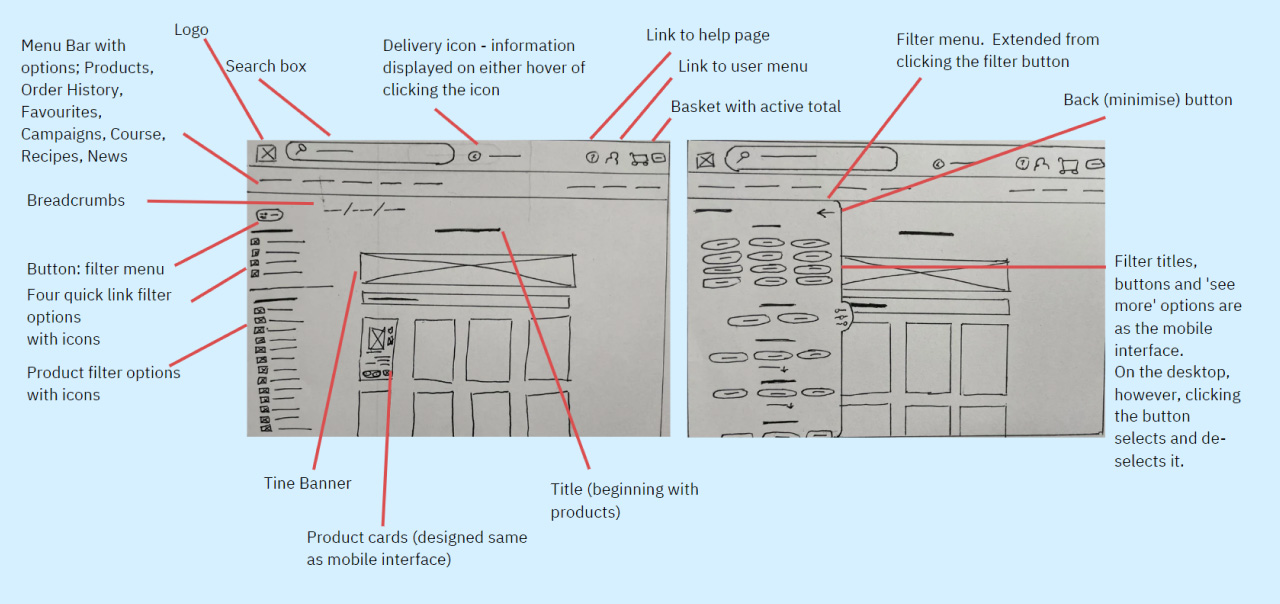 Logo
Menu Bar with
options; Products,
Order History,
Favourites,
Campaigns, Course,
Recipes, News
Search box
Delivery icon - information
displayed on either hover of
clicking the icon
Link to help page
Link to user menu
Basket with active total
Filter menu. Extended from
clicking the filter button
Back (minimise) button
Breadcrumbs
Button: filter menu
Four quick link filter
options
with icons
Product filter options
with icons
Filter titles,
buttons and 'see
more' options are
as the mobile
interface.
On the desktop,
however, clicking
the button
selects and de-
selects it.
Tine Banner
Title (beginning with
products)
Product cards (designed same
as mobile interface)